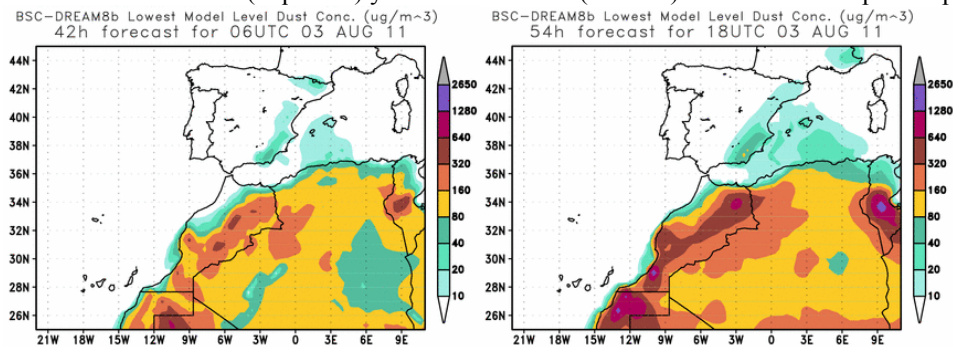 BSC-DREAM8b Lowest Model Level Dust Conc. (ug/m^3)
42h forecast for 06UTC 03 AUG 11
44N
42N
40N
38N
36N
34N
32N
30N
28N
26N
21W 18W 15W 12W 9W 6W 3W 0 3E 6E 9E
2650
1280
640
320
160
80
40
20
10
BSC-DREAM8b Lowest Model Level Dust Conc. (ug/m^3)
54h forecast for 18UTC 03 AUG 11
44N
42N
40N
38N
36N
34N
32N
30N
28N
26N
21W 18W 15W 12W 9W 6W 3W 0 3E 6E 9E
2650
1280
640
320
160
80
40
20
10